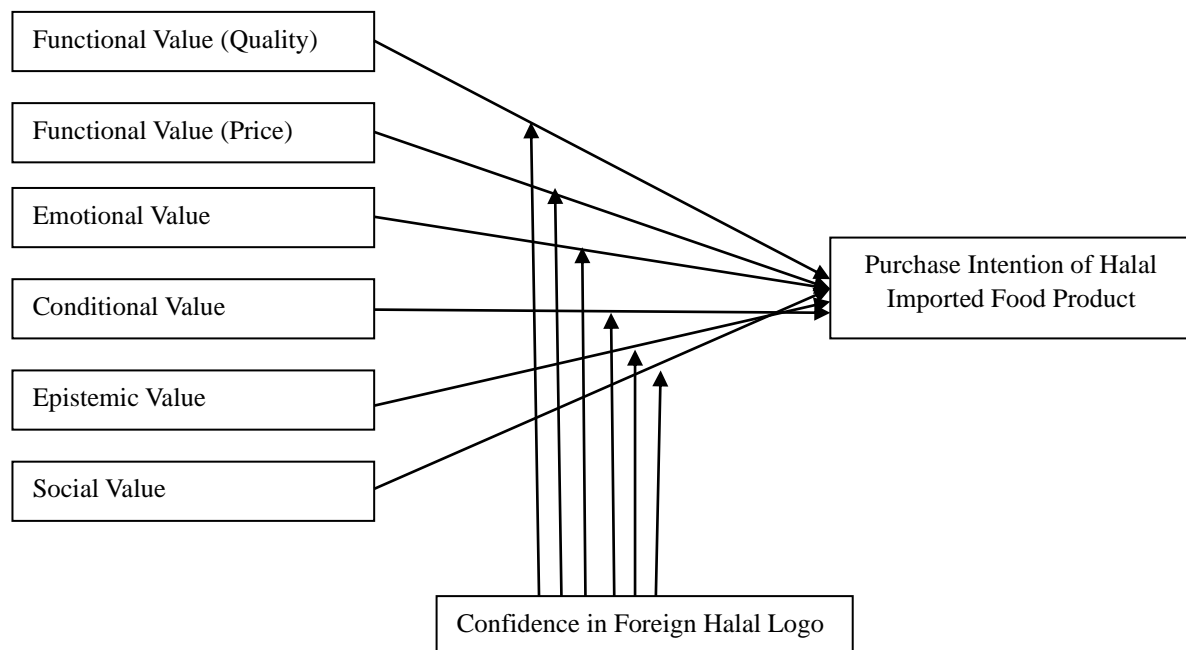 Functional Value (Quality)
Functional Value (Price)
Emotional Value
Conditional Value
Epistemic Value
Social Value
Purchase Intention of Halal
Imported Food Product
Confidence in Foreign Halal Logo